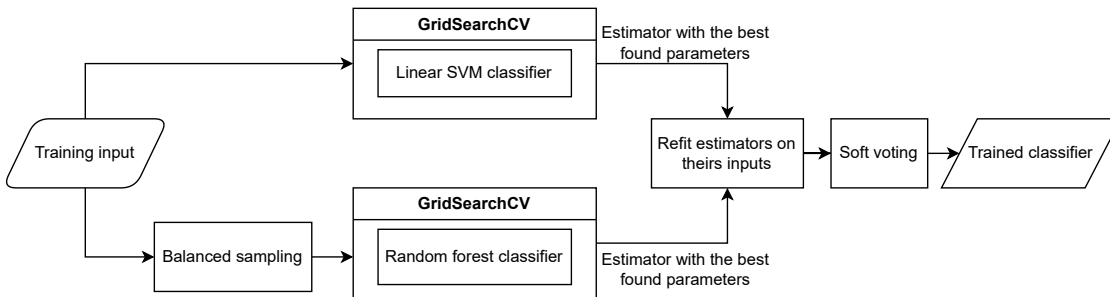 GridSearchCV
Linear SVM classifier
Estimator with the best
found parameters
Training input
Refit estimators on
theirs inputs
Soft voting
Trained classifier
Balanced sampling
GridSearchCV
Random forest classifier
Estimator with the best
found parameters